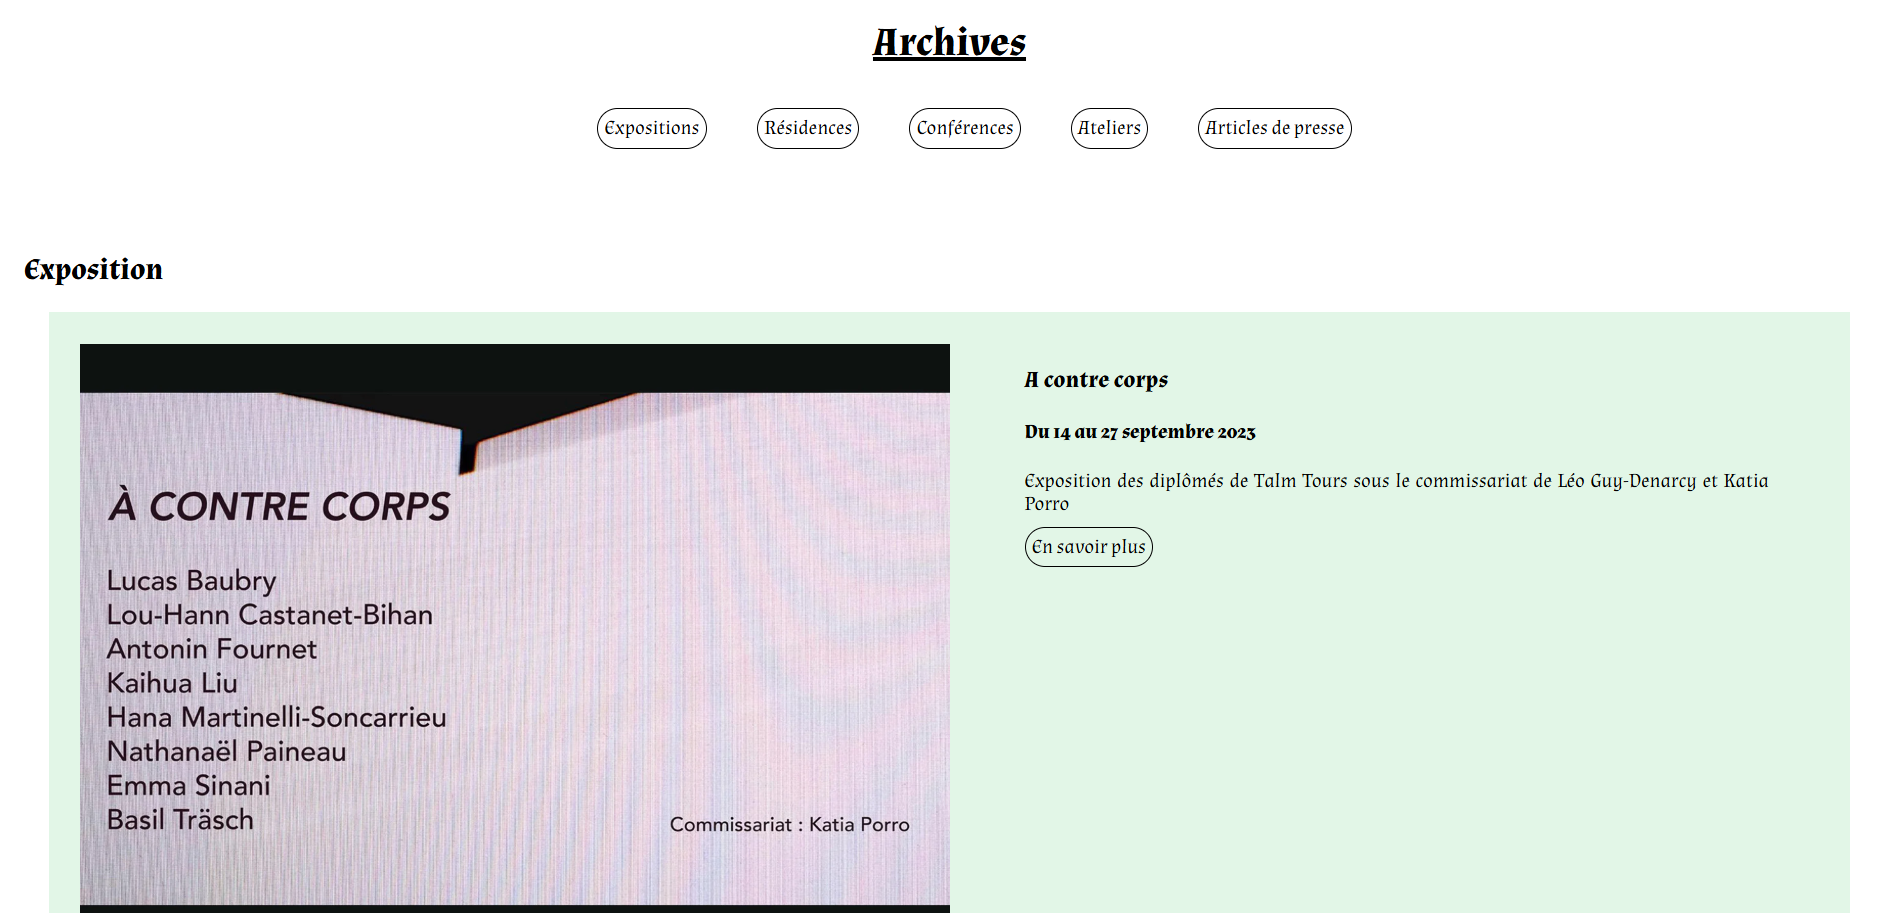 Archives
Expositions
Résidences
Conférences
Ateliers
Articles de presse
Exposition
À CONTRE CORPS
Lucas Baubry
Lou-Hann Castanet-Bihan
Antonin Fournet
Kaihua Liu
Hana Martinelli-Soncarrieu
Nathanaël Paineau
Emma Sinani
Basil Träsch
Commissariat : Katia Porro
A contre corps
Du 14 au 27 septembre 2023
Exposition des diplômés de Talm Tours sous le commissariat de Léo Guy-Denarcy et Katia
Porro
En savoir plus